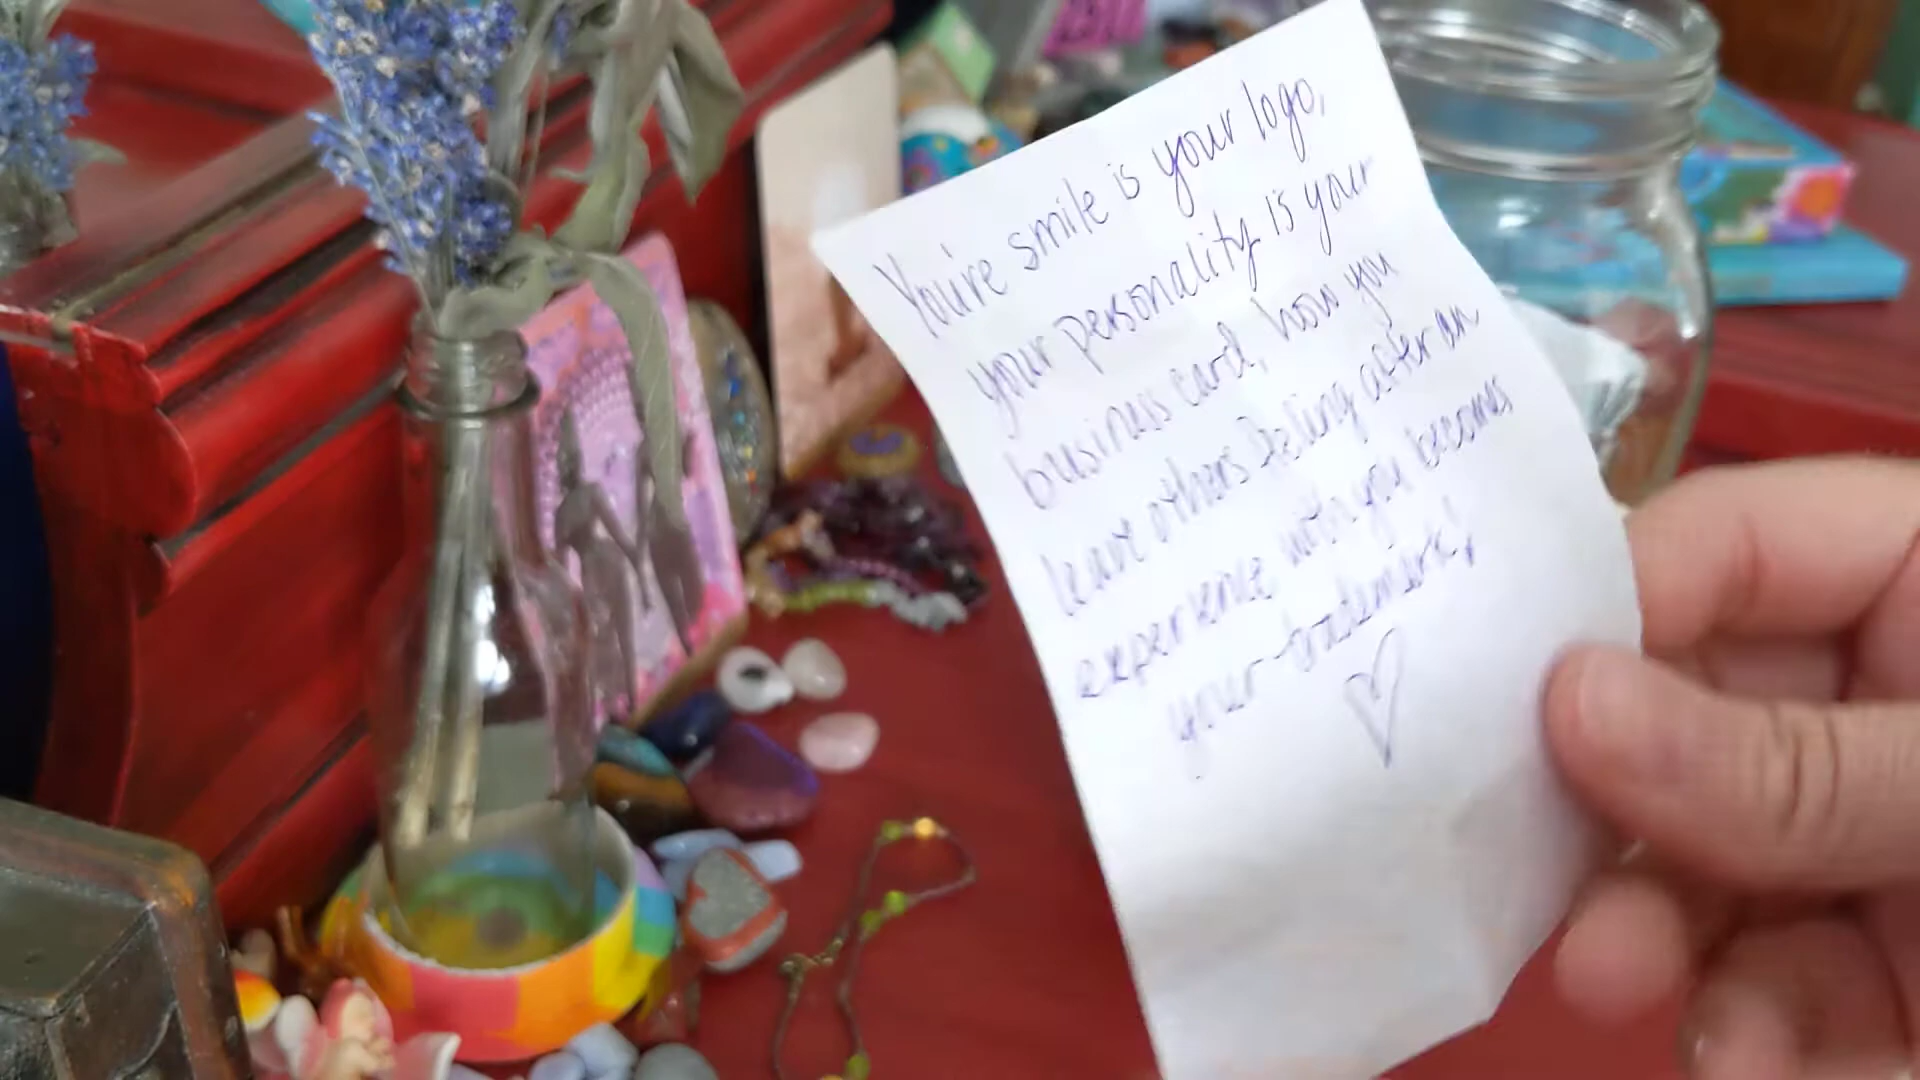 You're smile is your logo,
your personality is your
business card, how you
leave others feeling after an
experience with you becomes
your trademark!